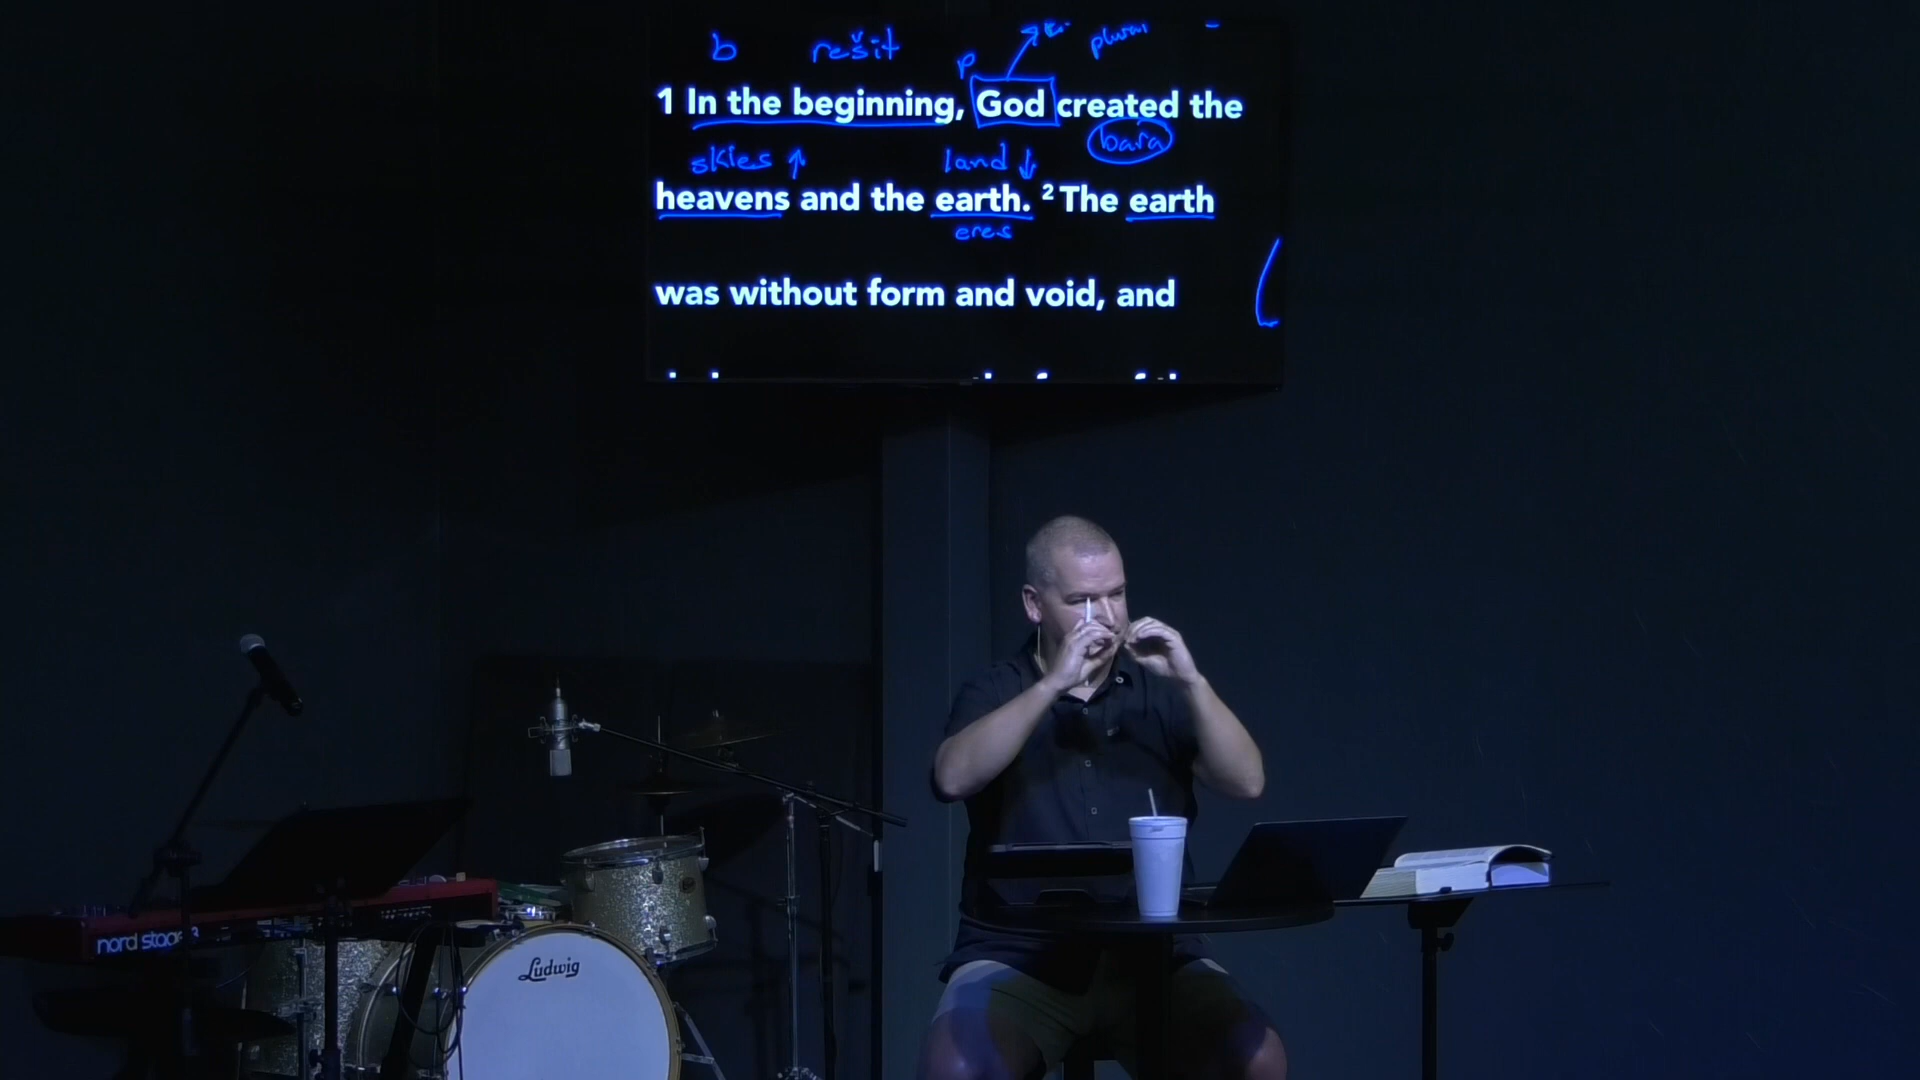 b rešit plural
p
1 In the beginning, God created the
bara
skies land
heavens and the earth. 2 The earth
eres
was without form and void, and
nord stage 3
Ludwig